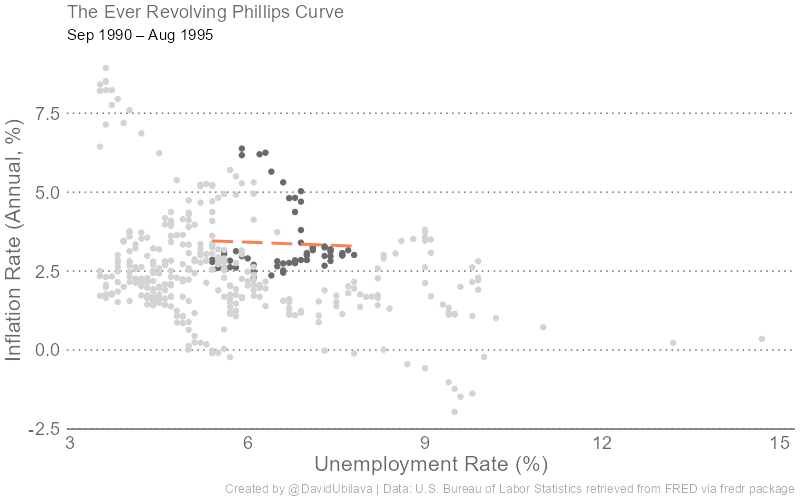 The Ever Revolving Phillips Curve
Sep 1990 – Aug 1995
Inflation Rate (Annual, %)
7.5
5.0
2.5
0.0
-2.5
3 6 9 12 15
Unemployment Rate (%)
Created by @DavidUbilava | Data: U.S. Bureau of Labor Statistics retrieved from FRED via fredr package